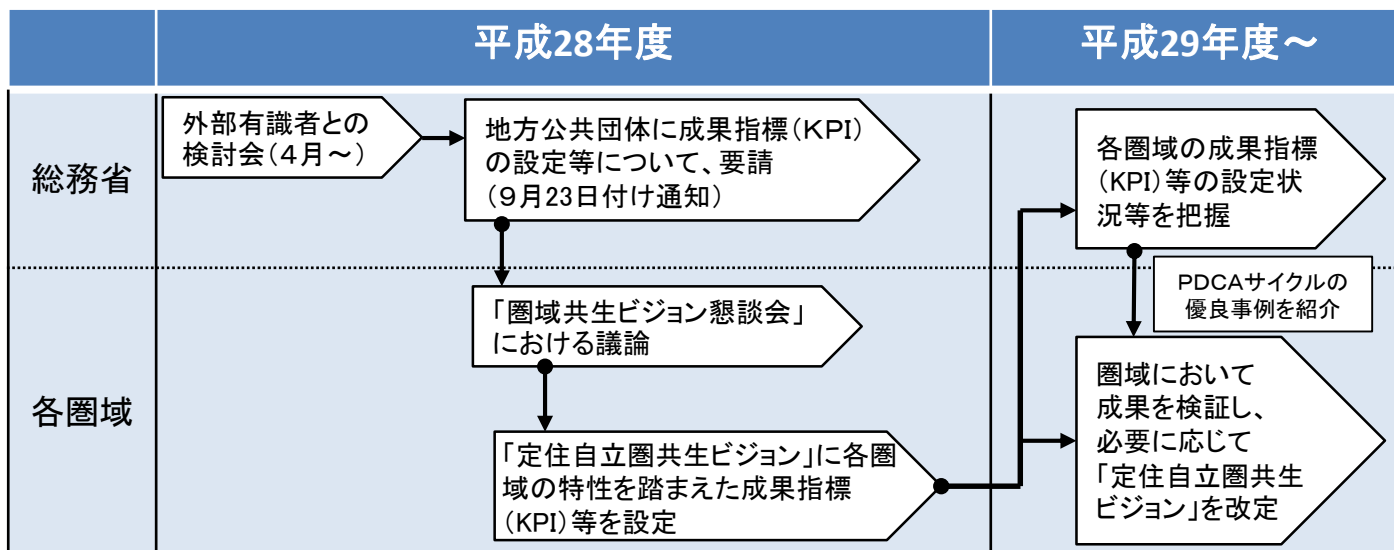 平成28年度
平成29年度～
総務省
外部有識者との
検討会(４月～)
地方公共団体に成果指標(ＫＰＩ)
の設定等について、要請
(９月23日付け通知)
各圏域の成果指標
(KPI)等の設定状
況等を把握
PDCAサイクルの
優良事例を紹介
各圏域
「圏域共生ビジョン懇談会」
における議論
「定住自立圏共生ビジョン」に各圏
域の特性を踏まえた成果指標
(KPI)等を設定
圏域において
成果を検証し、
必要に応じて
「定住自立圏共生
ビジョン」を改定